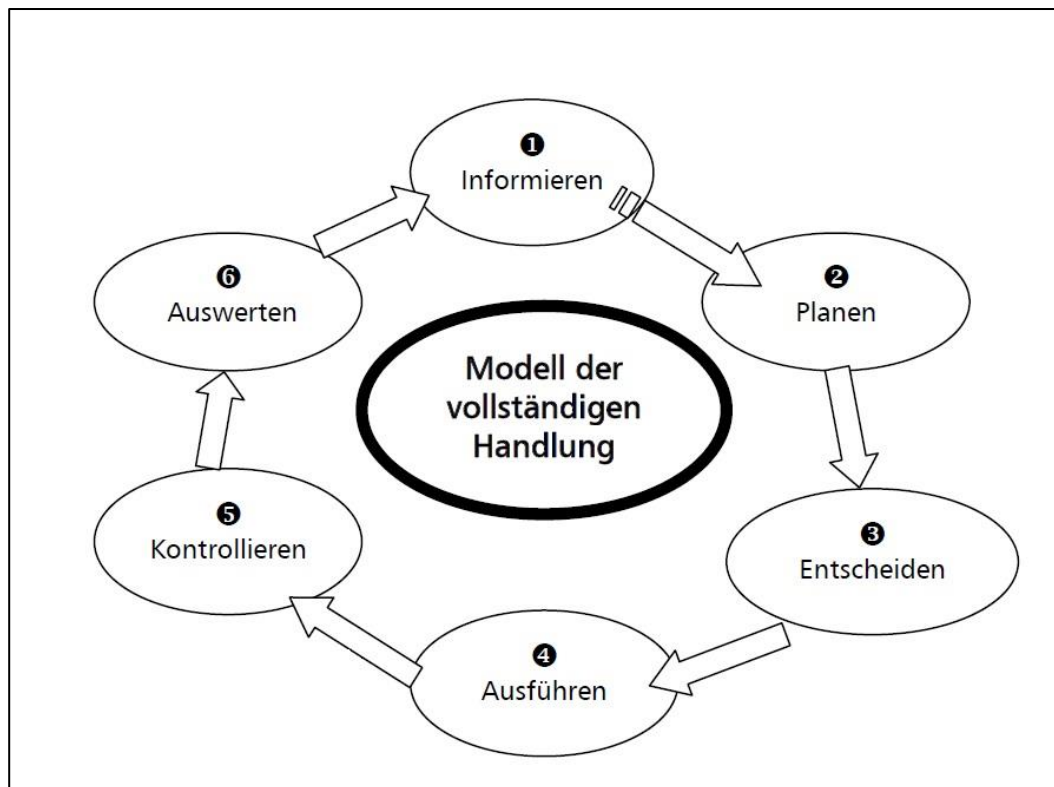 ❶
Informieren
❷
Planen
❸
Entscheiden
❹
Ausführen
❺
Kontrollieren
❻
Auswerten
Modell der
vollständigen
Handlung